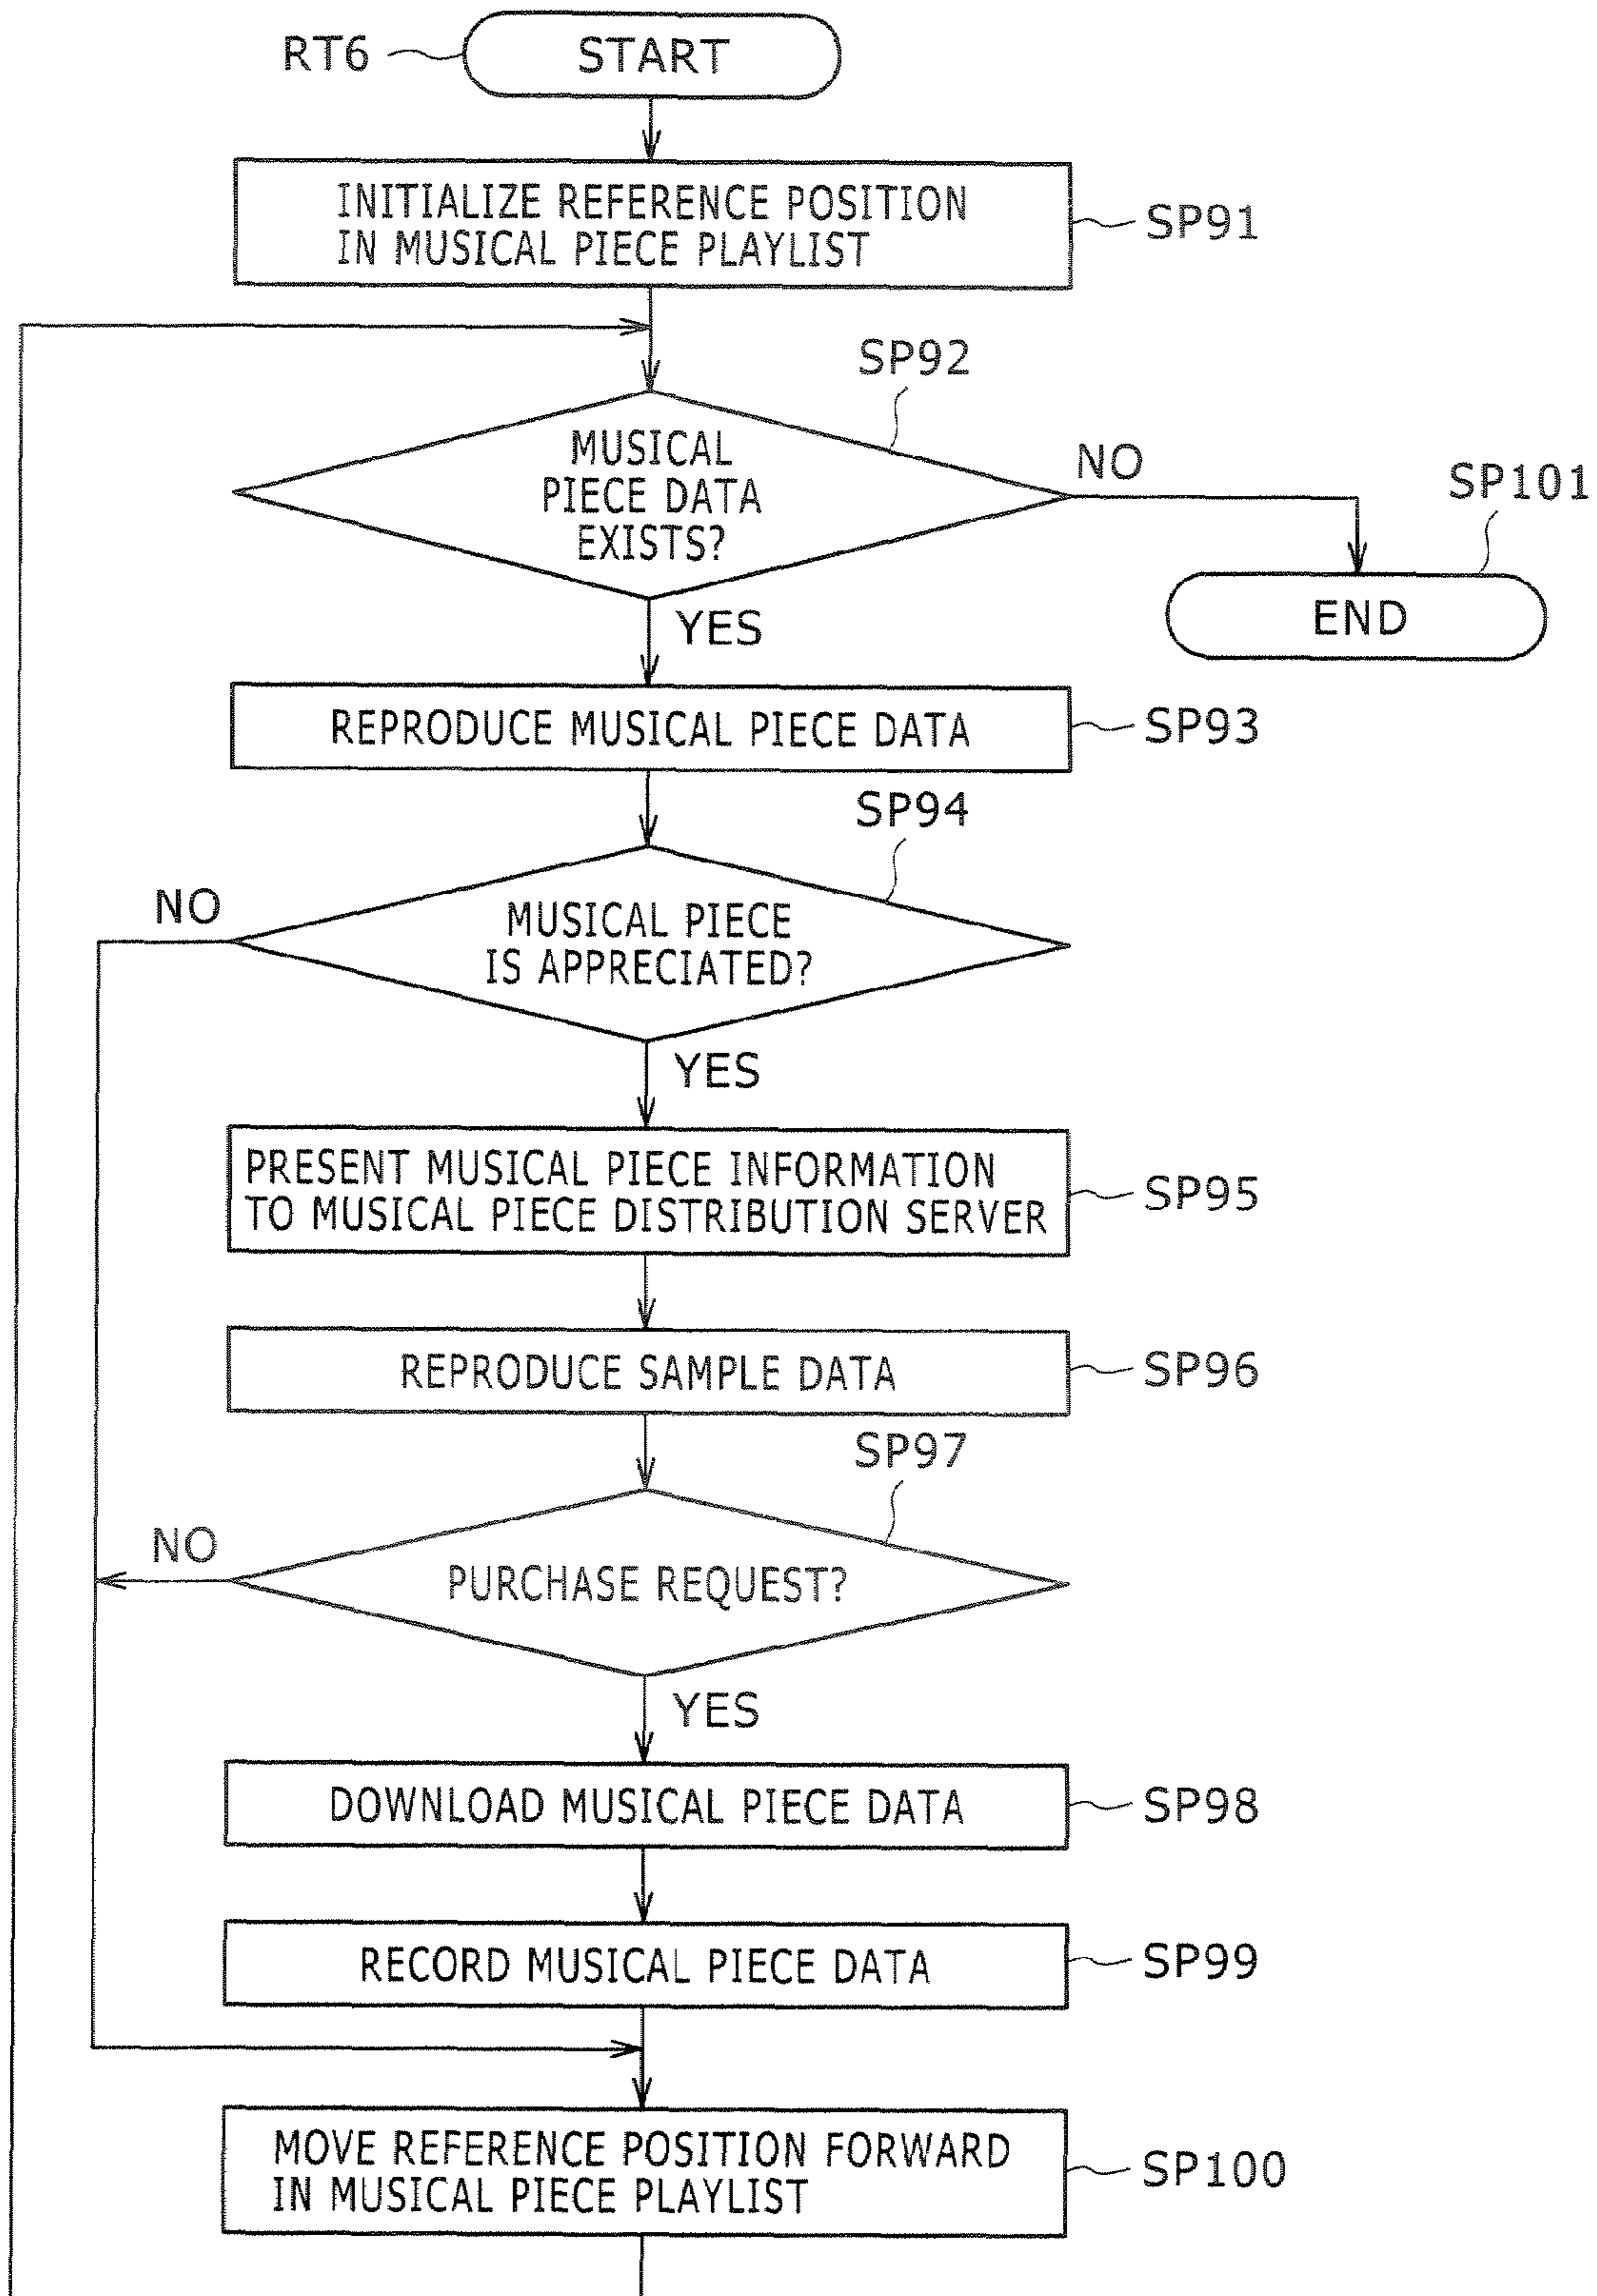 RT6
START
INITIALIZE REFERENCE POSITION
IN MUSICAL PIECE PLAYLIST
SP91
SP92
MUSICAL
PIECE DATA
EXISTS?
NO
SP101
END
YES
REPRODUCE MUSICAL PIECE DATA
SP93
SP94
NO
MUSICAL PIECE
IS APPRECIATED?
YES
PRESENT MUSICAL PIECE INFORMATION
TO MUSICAL PIECE DISTRIBUTION SERVER
SP95
REPRODUCE SAMPLE DATA
SP96
SP97
NO
PURCHASE REQUEST?
YES
DOWNLOAD MUSICAL PIECE DATA
SP98
RECORD MUSICAL PIECE DATA
SP99
MOVE REFERENCE POSITION FORWARD
IN MUSICAL PIECE PLAYLIST
SP100